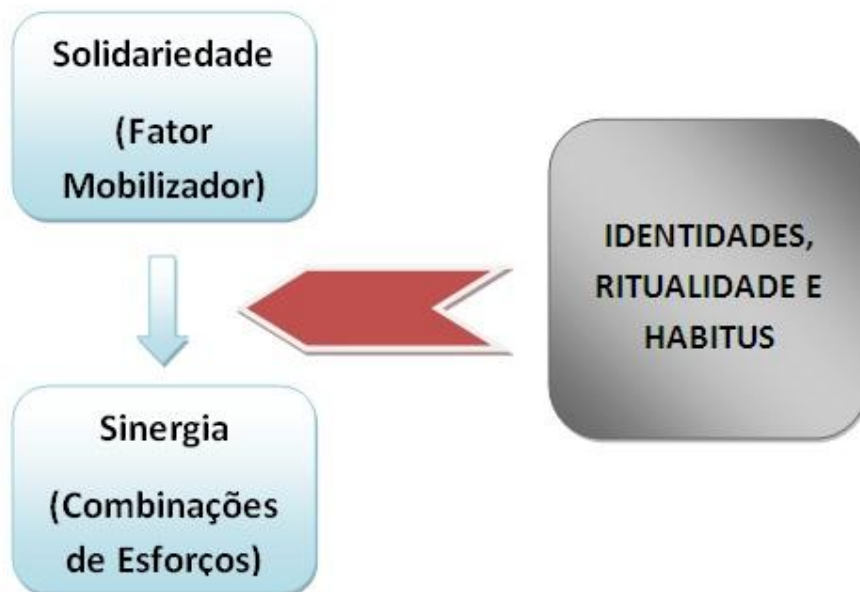 Solidariedade
(Fator
Mobilizador)
IDENTIDADES,
RITUALIDADE E
HABITUS
Sinergia
(Combinações
de Esforços)